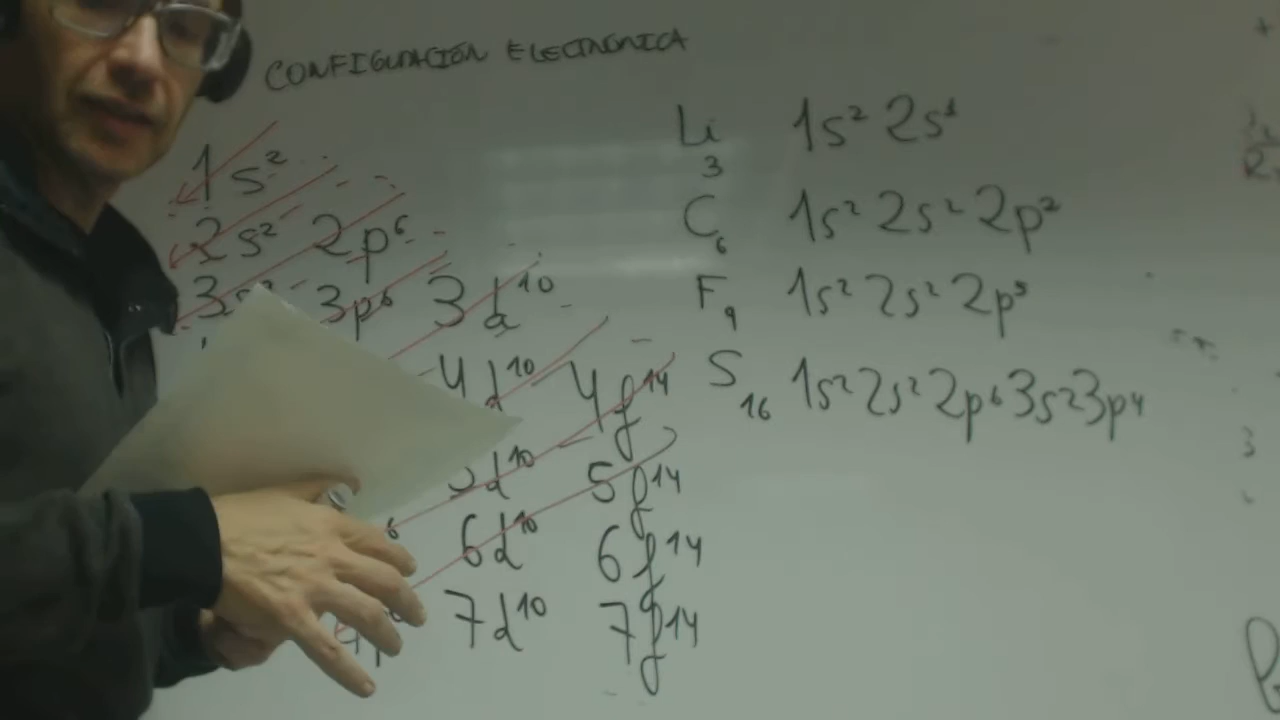 CONFIGURACIÓN ELECTRÓNICA
1s²
2s² 2p⁶
3s² 3p⁶ 3d¹⁰
4d¹⁰ 4f¹⁴
5d¹⁰ 5f¹⁴
6d¹⁰ 6f¹⁴
7d¹⁰ 7f¹⁴
Li 3 1s² 2s¹
C 6 1s² 2s² 2p²
F 9 1s² 2s² 2p⁵
S 16 1s² 2s² 2p⁶ 3s² 3p⁴